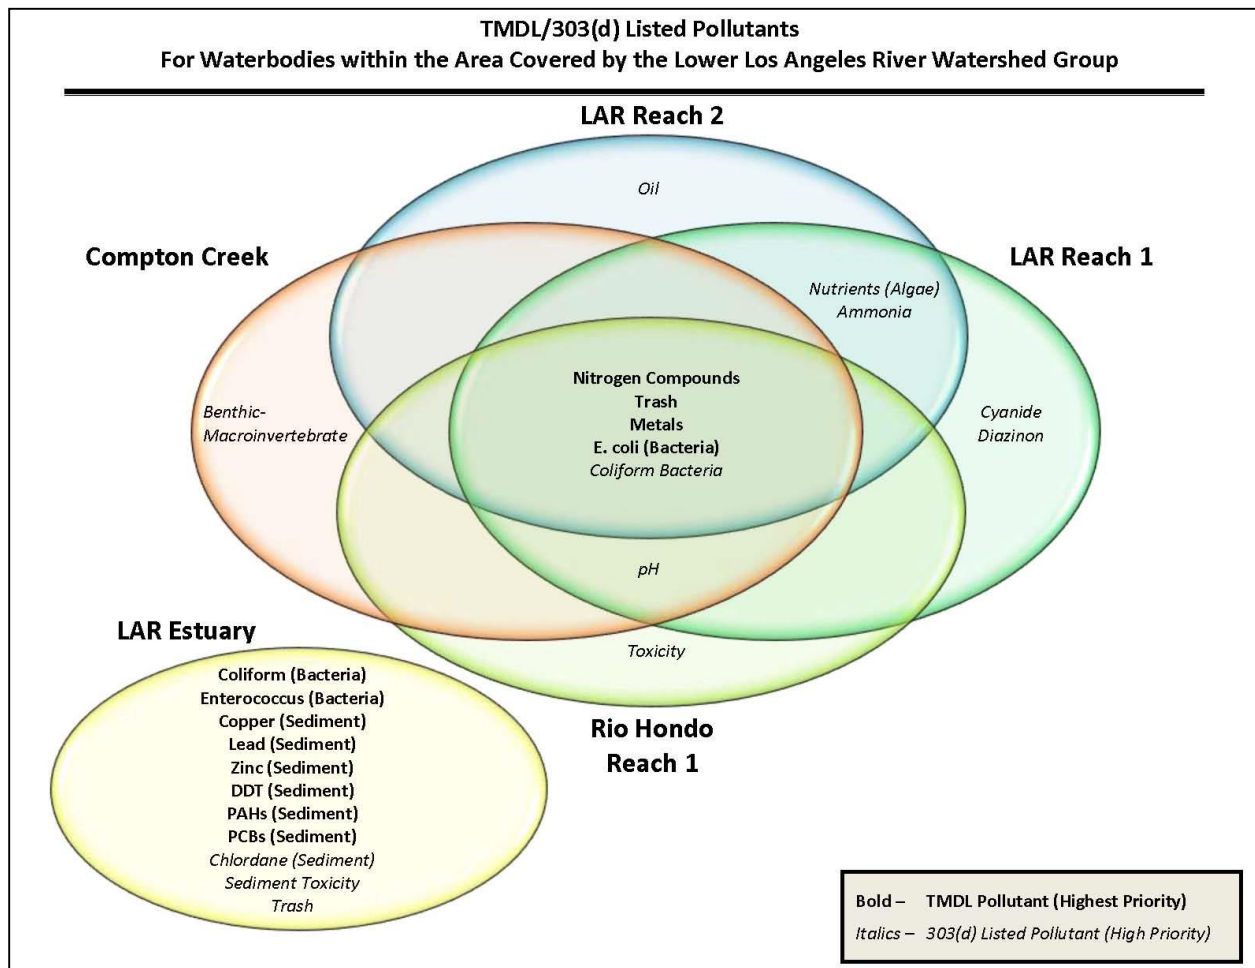 TMDL/303(d) Listed Pollutants
For Waterbodies within the Area Covered by the Lower Los Angeles River Watershed Group
LAR Reach 2
Oil
Compton Creek
LAR Reach 1
Nutrients (Algae)
Ammonia
Nitrogen Compounds
Trash
Metals
E. coli (Bacteria)
Coliform Bacteria
Benthic-
Macroinvertebrate
Cyanide
Diazinon
pH
Toxicity
LAR Estuary
Coliform (Bacteria)
Enterococcus (Bacteria)
Copper (Sediment)
Lead (Sediment)
Zinc (Sediment)
DDT (Sediment)
PAHs (Sediment)
PCBs (Sediment)
Chlordane (Sediment)
Sediment Toxicity
Trash
Rio Hondo
Reach 1
Bold – TMDL Pollutant (Highest Priority)
Italics – 303(d) Listed Pollutant (High Priority)